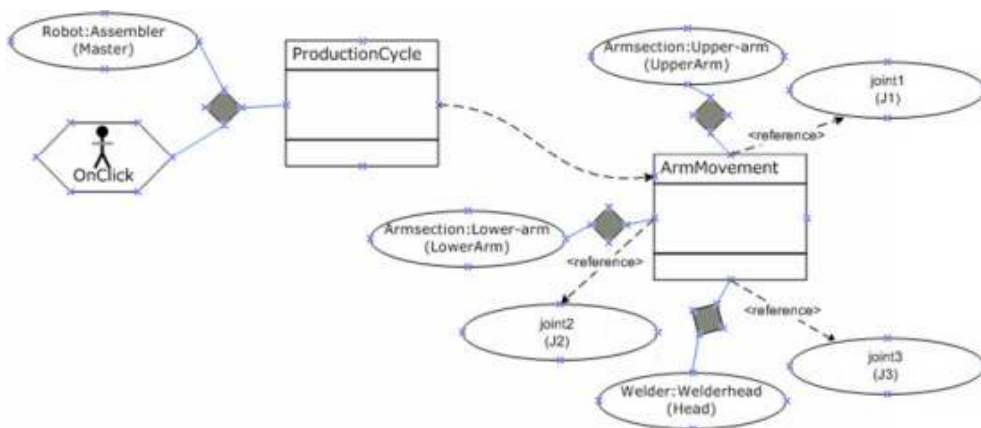 Robot:Assembler
(Master)
OnClick
ProductionCycle
Armsection:Upper-arm
(UpperArm)
joint1
(J1)
<reference>
ArmMovement
Armsection:Lower-arm
(LowerArm)
<reference>
joint2
(J2)
<reference>
joint3
(J3)
Welder:Welderhead
(Head)